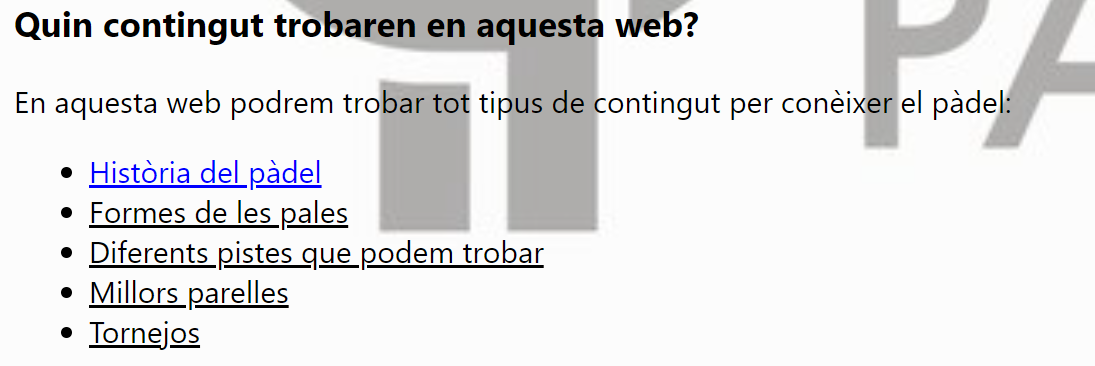 Quin contingut trobaren en aquesta web?
En aquesta web podrem trobar tot tipus de contingut per conèixer el pàdel:
Història del pàdel
Formes de les pales
Diferents pistes que podem trobar
Millors parelles
Tornejos
PA